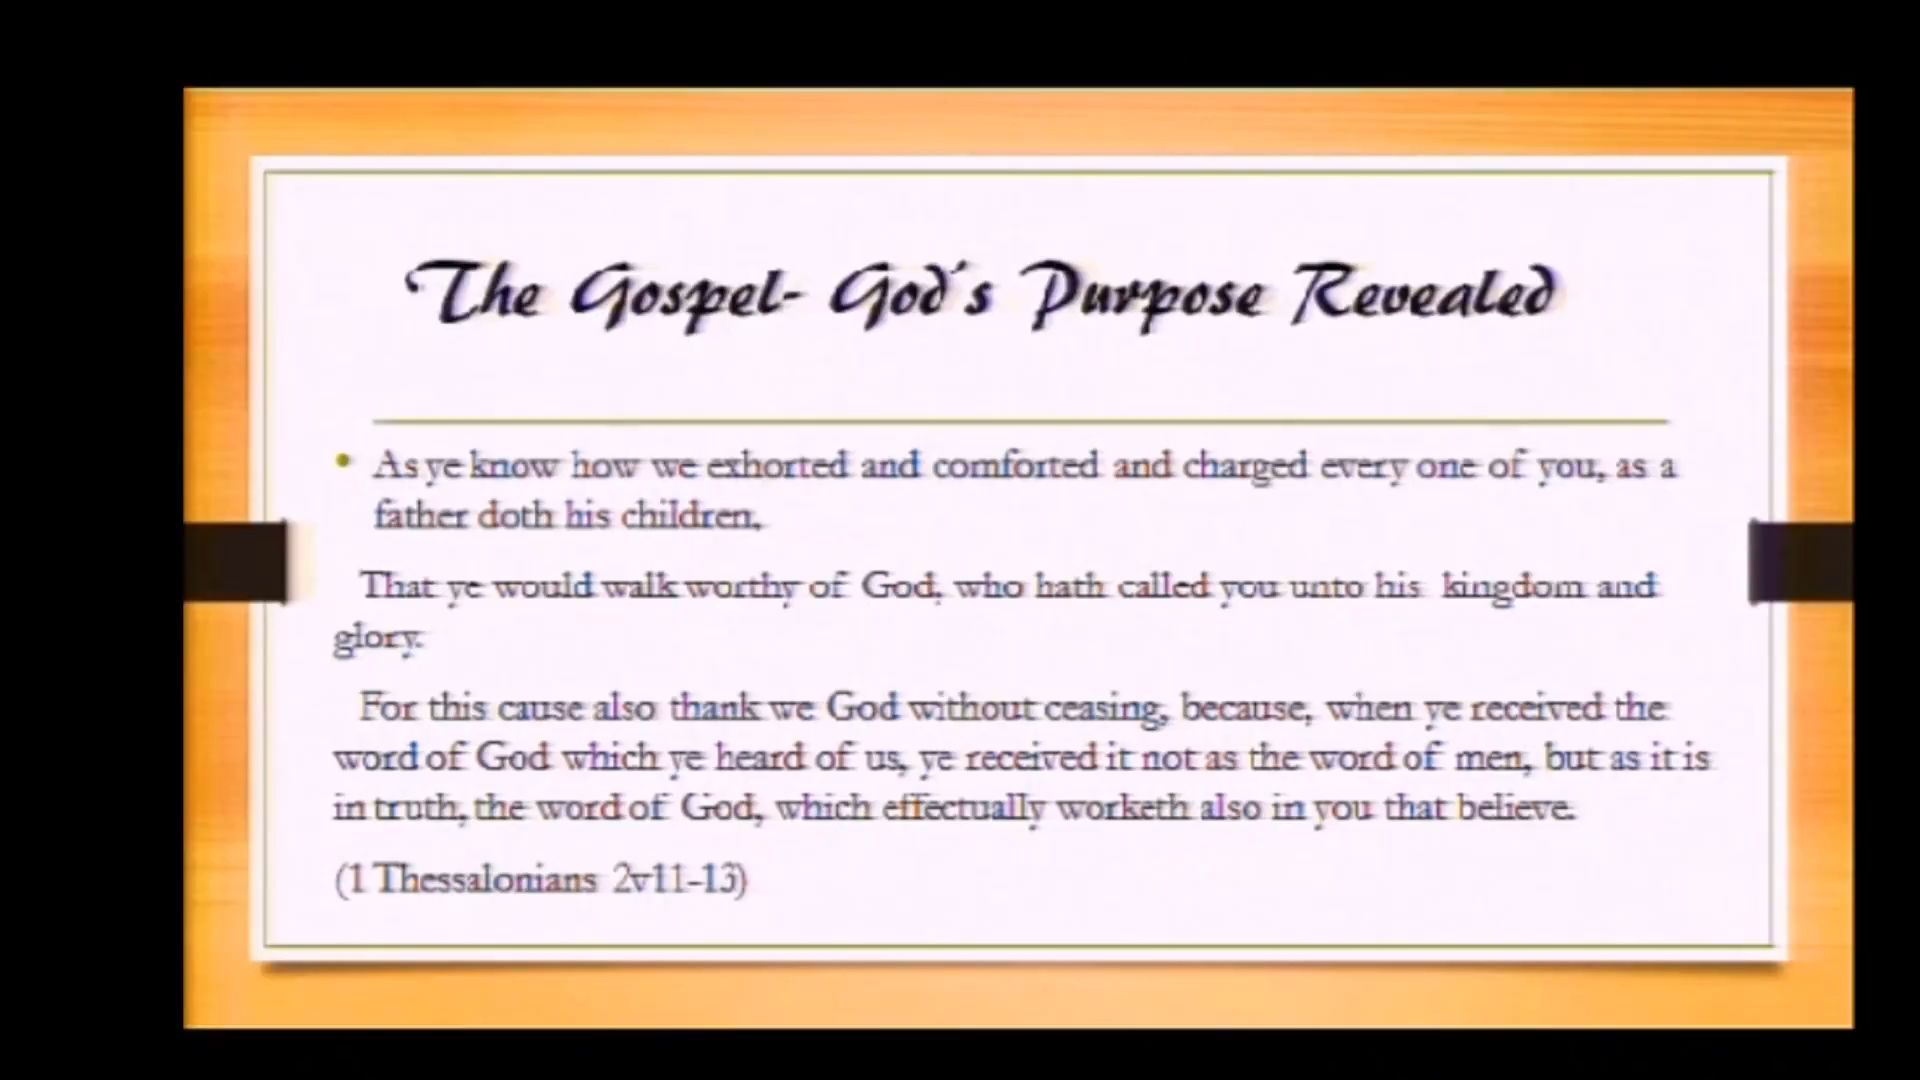 The Gospel- God's Purpose Revealed
• As ye know how we exhorted and comforted and charged every one of you, as a
father doth his children,
That ye would walk worthy of God, who hath called you unto his kingdom and
glory.
For this cause also thank we God without ceasing, because, when ye received the
word of God which ye heard of us, ye received it not as the word of men, but as it is
in truth, the word of God, which effectually worketh also in you that believe.
(1 Thessalonians 2v11-13)